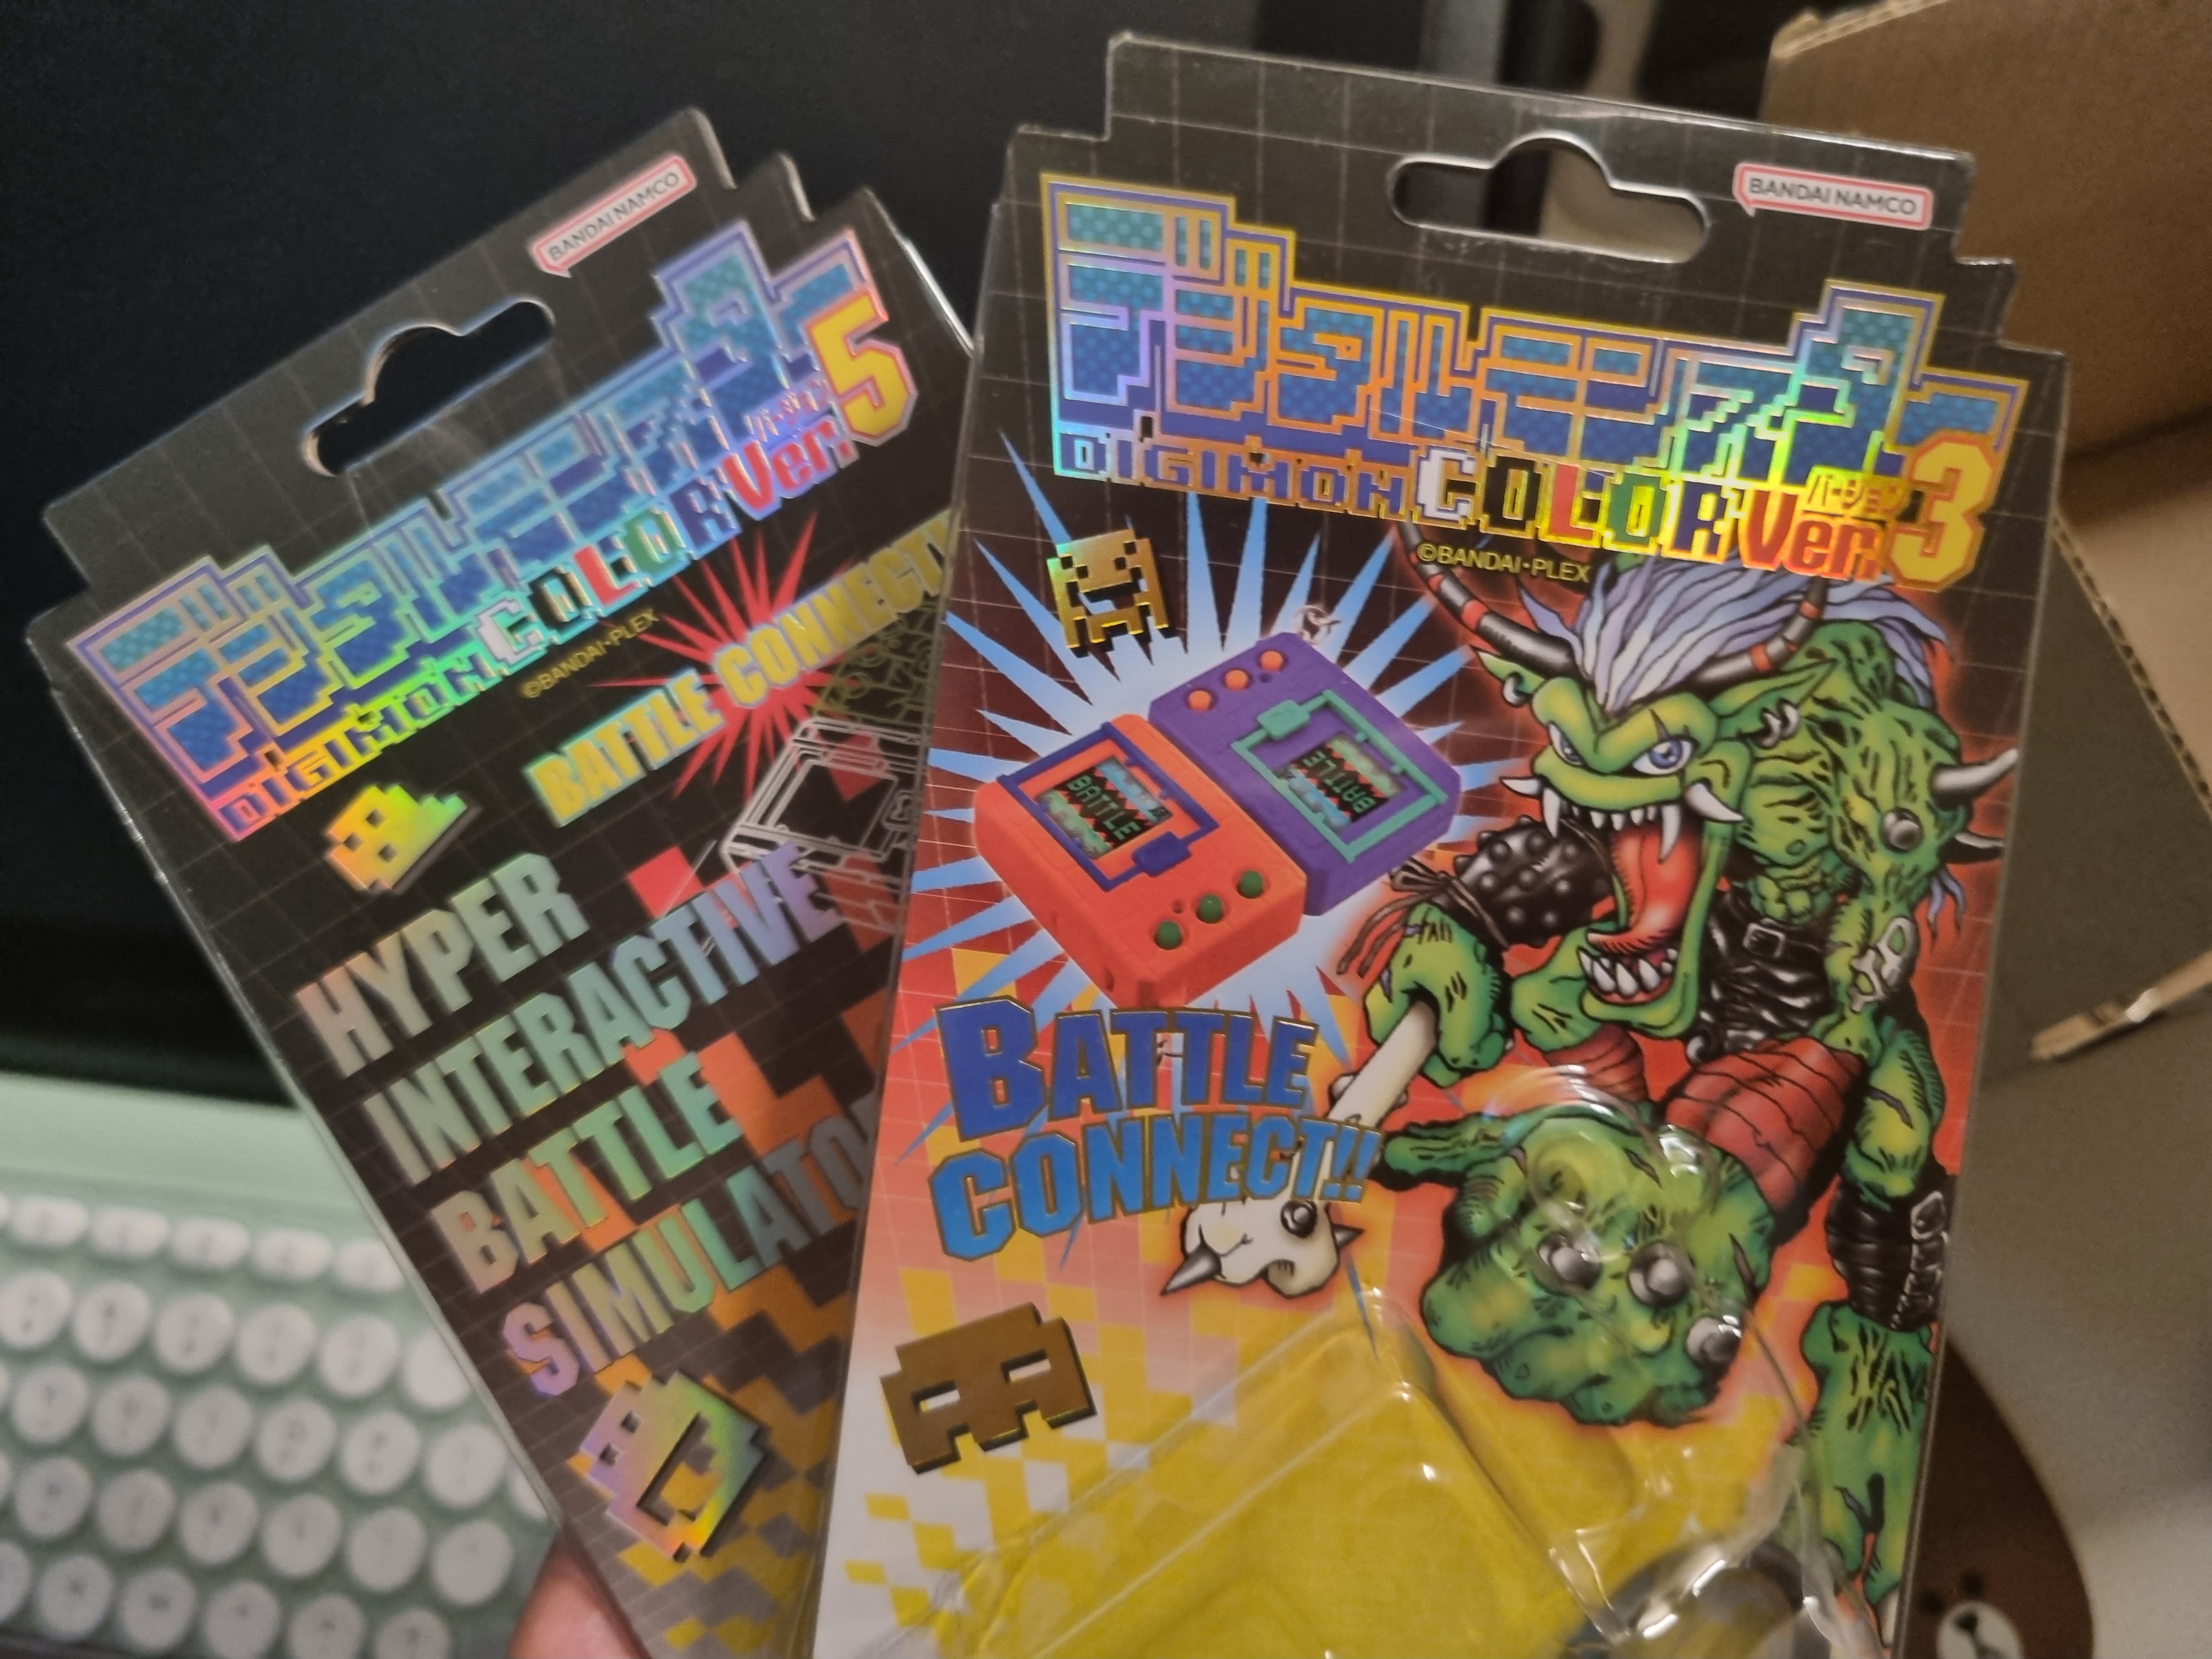 BANDAI NAMCO
デジタルモンスター
DIGIMON COLOR Ver.5
バージョン
©BANDAI・PLEX
BATTLE CONNECT
HYPER
INTERACTIVE
BATTLE
SIMULATO
BANDAI NAMCO
デジタルモンスター
DIGIMON COLOR Ver.3
バージョン
©BANDAI・PLEX
BATTLE
BATTLE
BATTLE
CONNECT!!